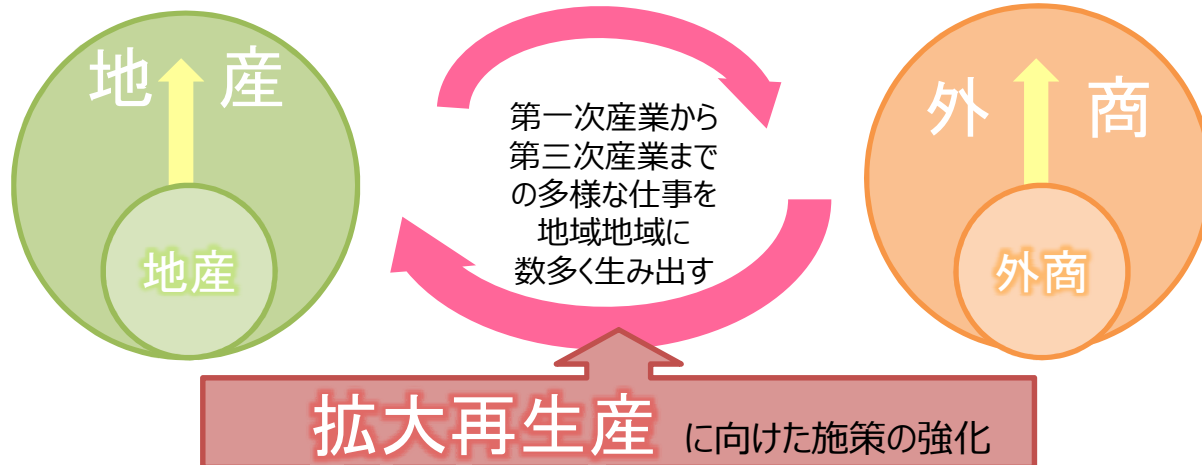 地産
地産
第一次産業から
第三次産業まで
の多様な仕事を
地域地域に
数多く生み出す
外商
外商
拡大再生産 に向けた施策の強化